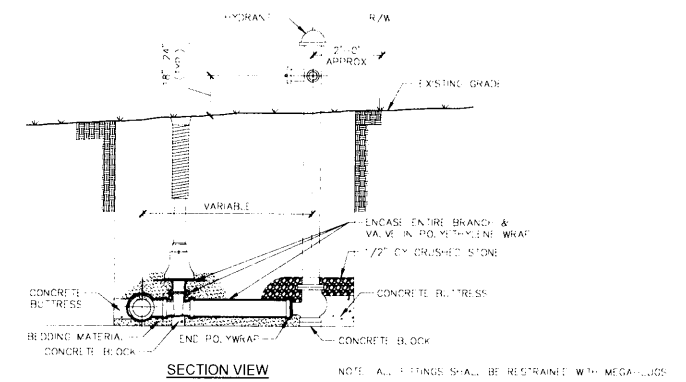 HYDRANT
R/W
2'-0"
APPROX
18"-24"
(TYP.)
EXISTING GRADE
VARIABLE
ENCASE ENTIRE BRANCH &
VALVE IN POLYETHYLENE WRAP
1/2 CY CRUSHED STONE
CONCRETE
BUTTRESS
CONCRETE BUTTRESS
BEDDING MATERIAL
END POLYWRAP
CONCRETE BLOCK
CONCRETE BLOCK
SECTION VIEW
NOTE: ALL FITTINGS SHALL BE RESTRAINED WITH MEGA-LUGS